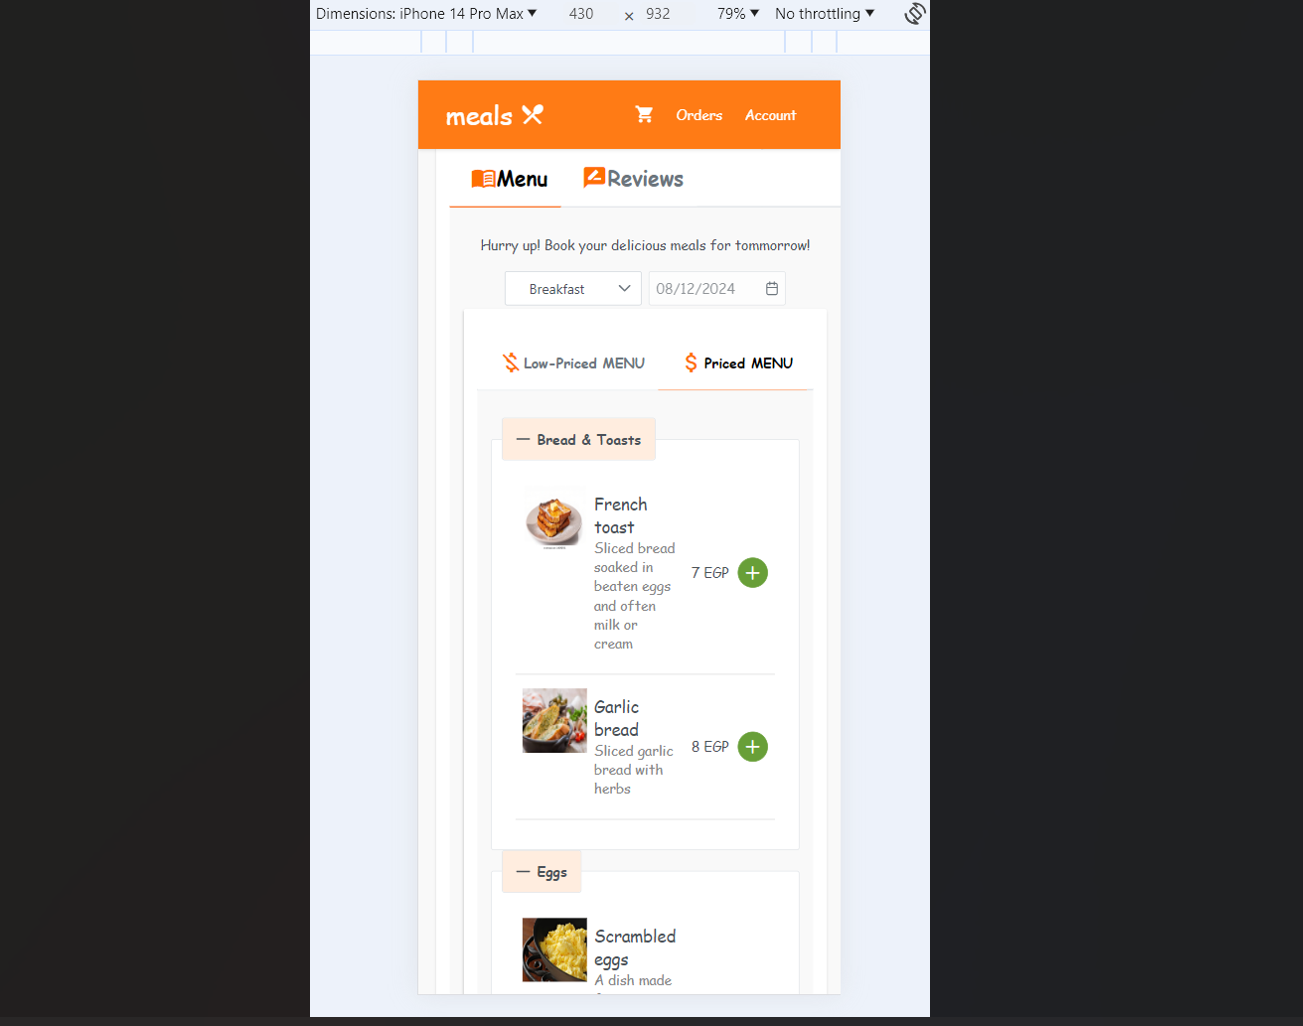 Dimensions: iPhone 14 Pro Max 430 × 932 79% No throttling
meals Orders Account
Menu Reviews
Hurry up! Book your delicious meals for tommorrow!
Breakfast 08/12/2024
Low-Priced MENU Priced MENU
Bread & Toasts
French
toast
Sliced bread
soaked in
beaten eggs
and often
milk or
cream
7 EGP
Garlic
bread
Sliced garlic
bread with
herbs
8 EGP
Eggs
Scrambled
eggs
A dish made